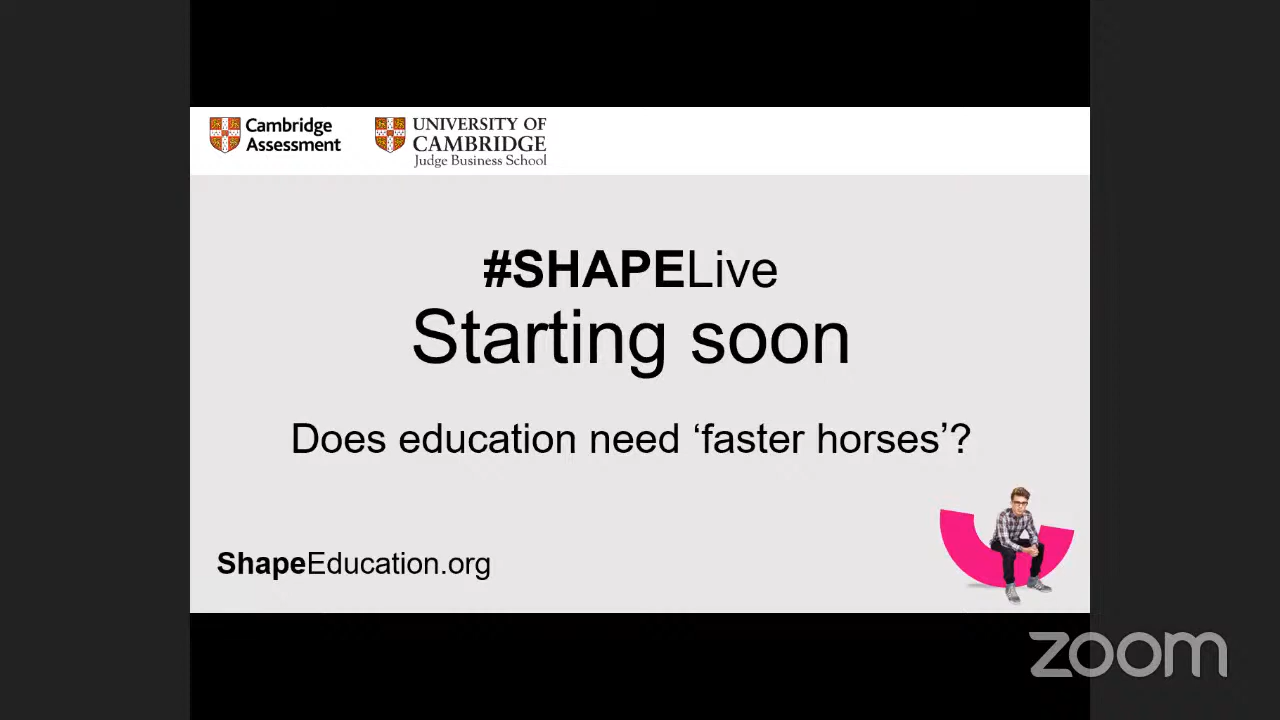 Cambridge
Assessment
UNIVERSITY OF
CAMBRIDGE
Judge Business School
#SHAPELive
Starting soon
Does education need ‘faster horses’?
ShapeEducation.org
zoom